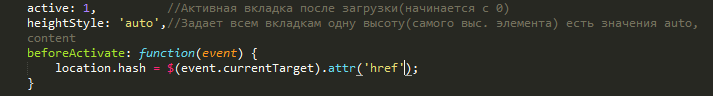 active: 1,          //Активная вкладка после загрузки(начинается с 0)
heightStyle: 'auto',//Задает всем вкладкам одну высоту(самого выс. элемента) есть значения auto,
content
beforeActivate: function(event) {
    location.hash = $(event.currentTarget).attr('href');
}